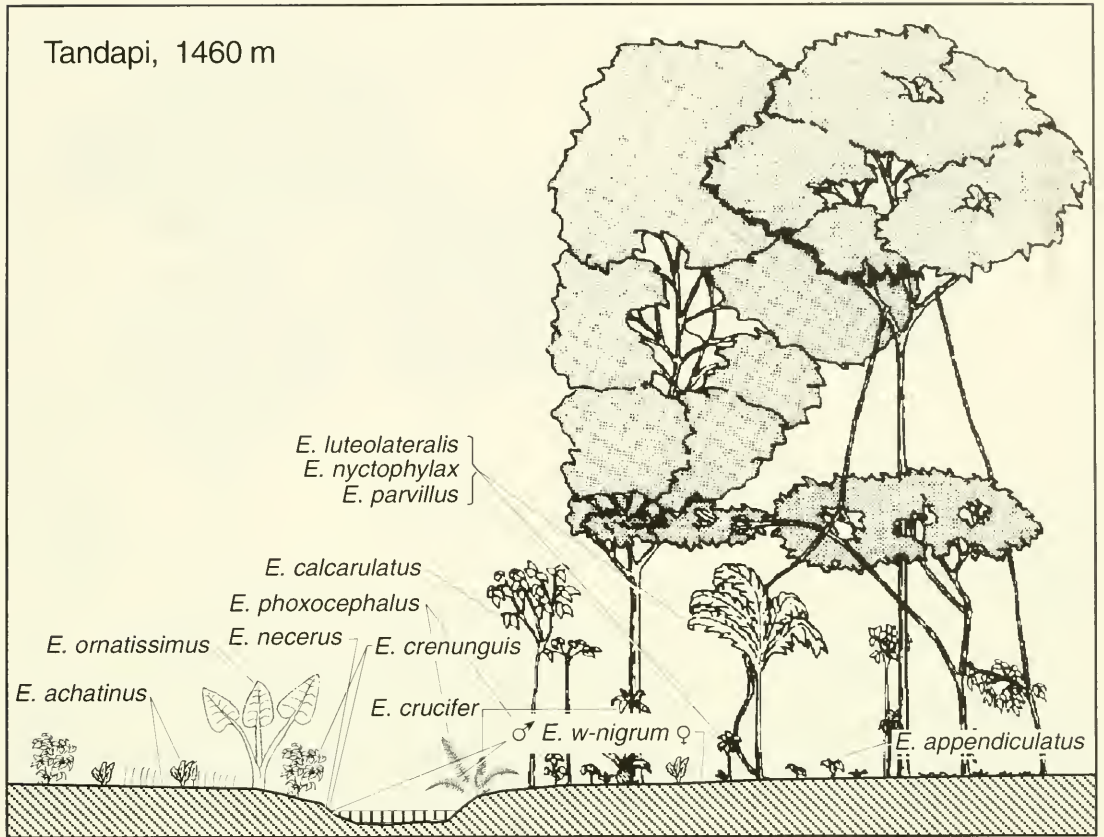 Tandapi, 1460 m
E. luteolateralis
E. nyctophylax
E. parvillus
E. calcarulatus
E. phoxocephalus
E. necerus
E. crenunguis
E. ornatissimus
E. achatinus
E. crucifer
♂ E. w-nigrum ♀
E. appendiculatus